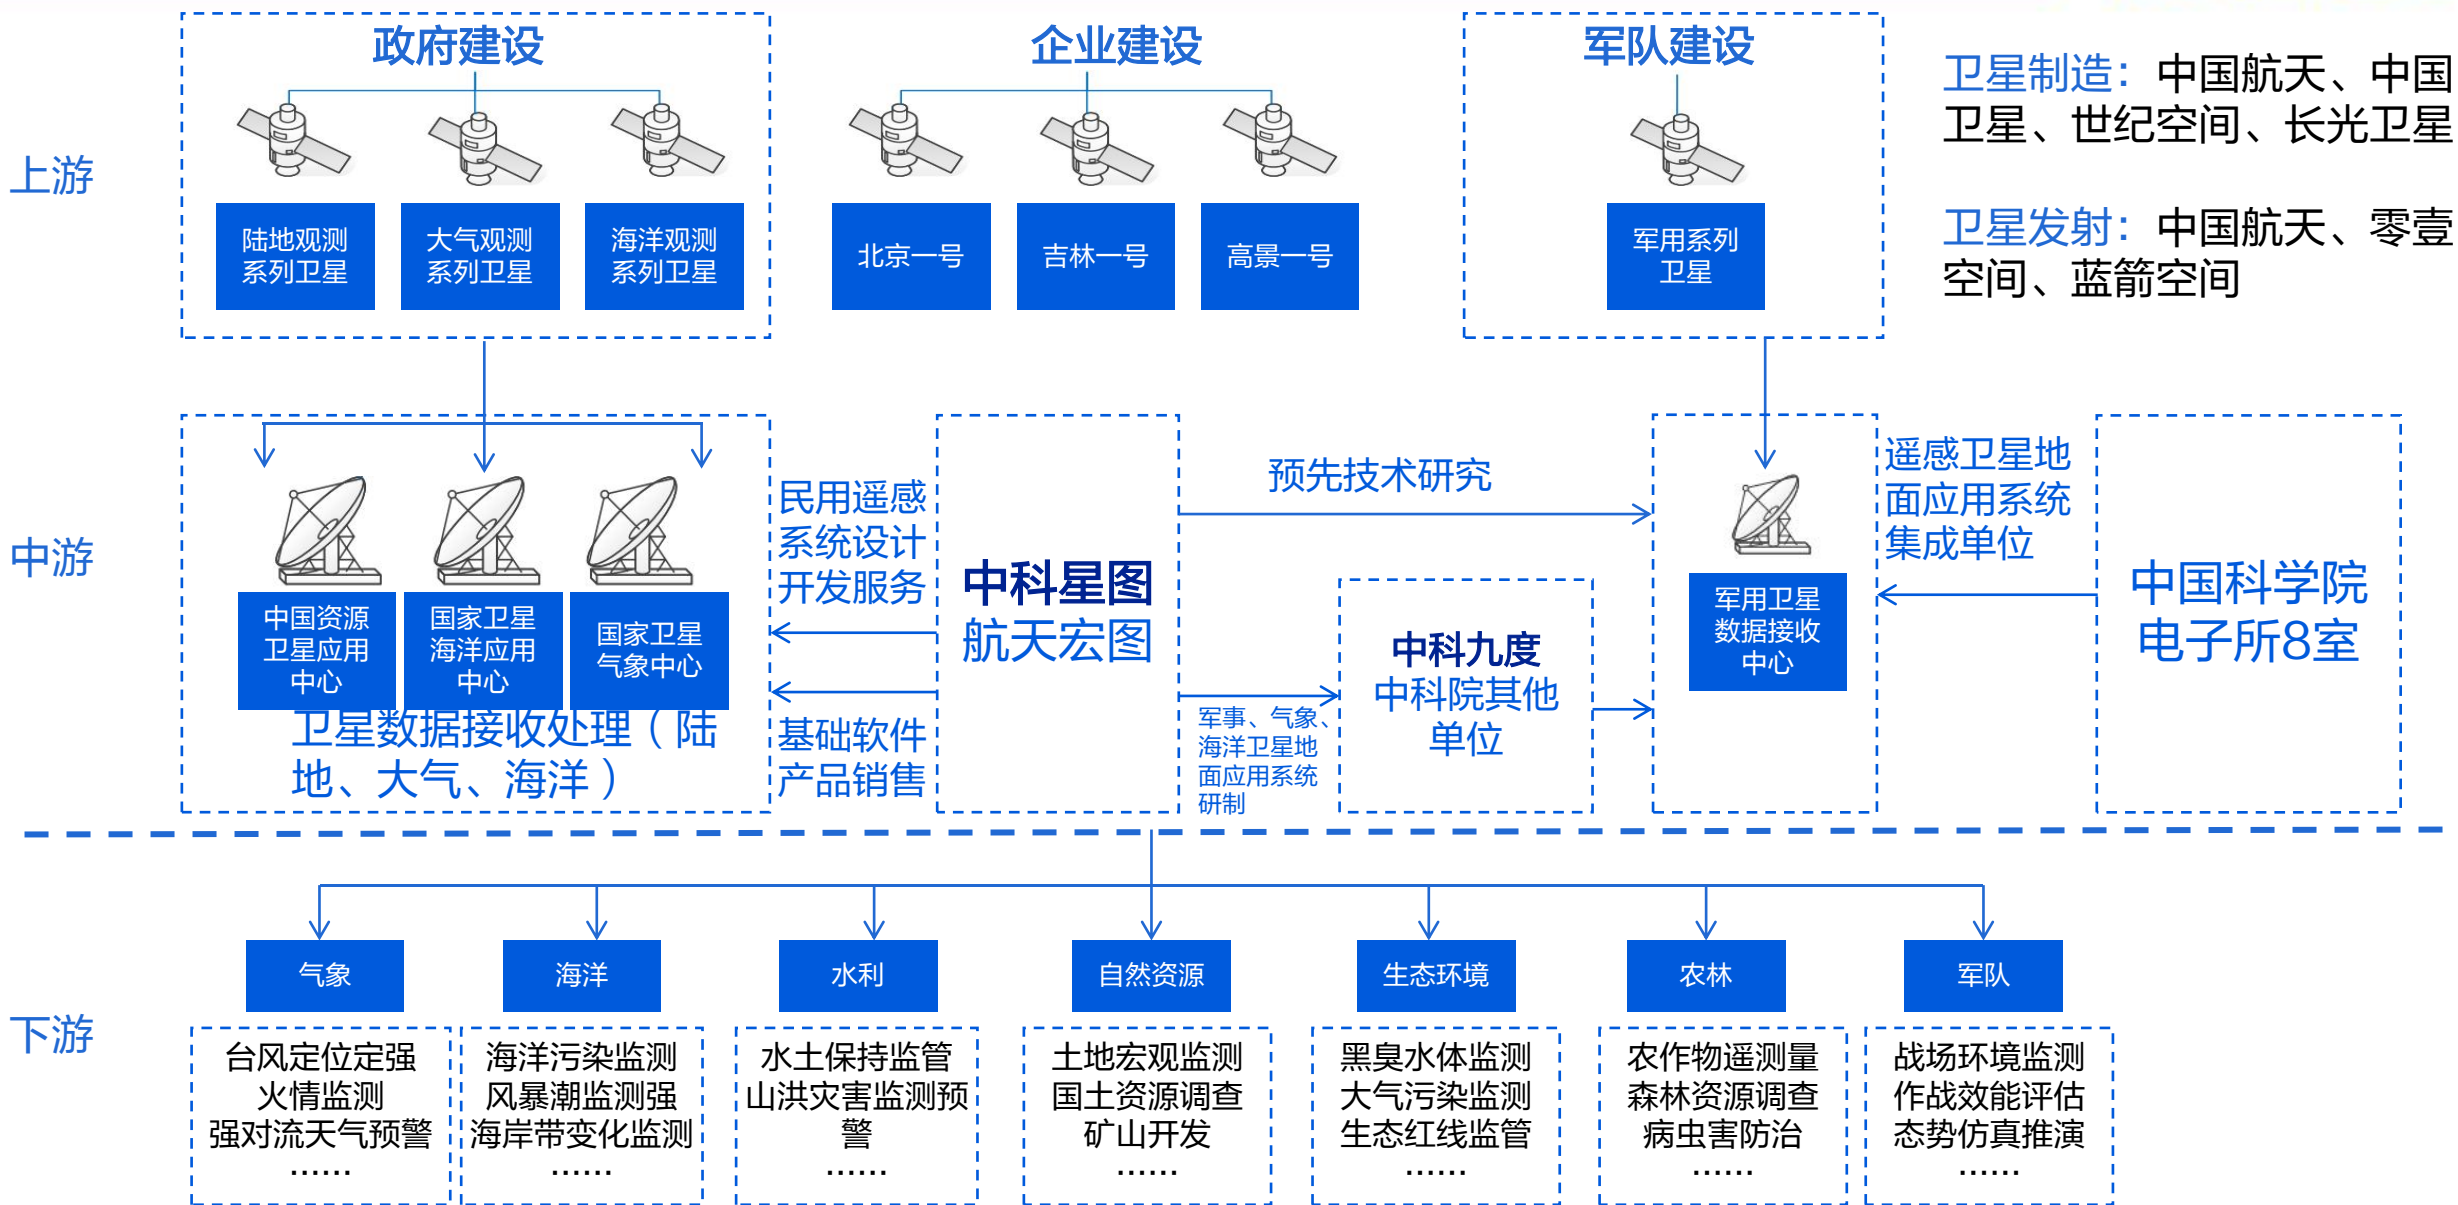 政府建设
企业建设
军队建设
卫星制造：中国航天、中国
卫星、世纪空间、长光卫星
卫星发射：中国航天、零壹
空间、蓝箭空间
上游
陆地观测
系列卫星
大气观测
系列卫星
海洋观测
系列卫星
北京一号
吉林一号
高景一号
军用系列
卫星
中游
中国资源
卫星应用
中心
国家卫星
海洋应用
中心
国家卫星
气象中心
卫星数据接收处理（陆
地、大气、海洋）
民用遥感
系统设计
开发服务
基础软件
产品销售
中科星图
航天宏图
预先技术研究
军事、气象、
海洋卫星地
面应用系统
研制
中科九度
中科院其他
单位
军用卫星
数据接收
中心
遥感卫星地
面应用系统
集成单位
中国科学院
电子所8室
下游
气象
海洋
水利
自然资源
生态环境
农林
军队
台风定位定强
火情监测
强对流天气预警
……
海洋污染监测
风暴潮监测强
海岸带变化监测
……
水土保持监管
山洪灾害监测预
警
……
土地宏观监测
国土资源调查
矿山开发
……
黑臭水体监测
大气污染监测
生态红线监管
……
农作物遥测量
森林资源调查
病虫害防治
……
战场环境监测
作战效能评估
态势仿真推演
……